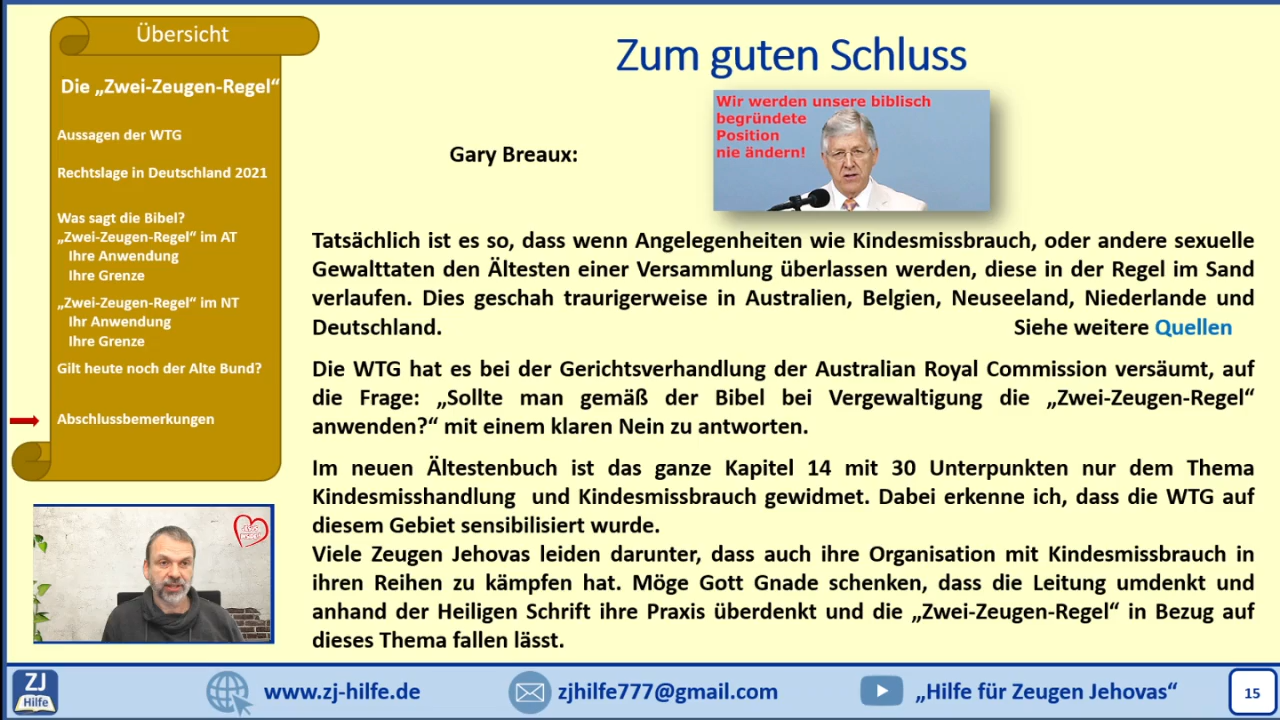 Übersicht
Die „Zwei-Zeugen-Regel“
Aussagen der WTG
Rechtslage in Deutschland 2021
Was sagt die Bibel?
„Zwei-Zeugen-Regel“ im AT
Ihre Anwendung
Ihre Grenze
„Zwei-Zeugen-Regel“ im NT
Ihr Anwendung
Ihre Grenze
Gilt heute noch der Alte Bund?
Abschlussbemerkungen
Zum guten Schluss
Gary Breaux:
Wir werden unsere biblisch
begründete
Position
nie ändern!
Tatsächlich ist es so, dass wenn Angelegenheiten wie Kindesmissbrauch, oder andere sexuelle
Gewalttaten den Ältesten einer Versammlung überlassen werden, diese in der Regel im Sand
verlaufen. Dies geschah traurigerweise in Australien, Belgien, Neuseeland, Niederlande und
Deutschland. Siehe weitere Quellen
Die WTG hat es bei der Gerichtsverhandlung der Australian Royal Commission versäumt, auf
die Frage: „Sollte man gemäß der Bibel bei Vergewaltigung die „Zwei-Zeugen-Regel“
anwenden?“ mit einem klaren Nein zu antworten.
Im neuen Ältestenbuch ist das ganze Kapitel 14 mit 30 Unterpunkten nur dem Thema
Kindesmisshandlung und Kindesmissbrauch gewidmet. Dabei erkenne ich, dass die WTG auf
diesem Gebiet sensibilisiert wurde.
Viele Zeugen Jehovas leiden darunter, dass auch ihre Organisation mit Kindesmissbrauch in
ihren Reihen zu kämpfen hat. Möge Gott Gnade schenken, dass die Leitung umdenkt und
anhand der Heiligen Schrift ihre Praxis überdenkt und die „Zwei-Zeugen-Regel“ in Bezug auf
dieses Thema fallen lässt.
ZJ
Hilfe
www.zj-hilfe.de
zjhilfe777@gmail.com
„Hilfe für Zeugen Jehovas“
15